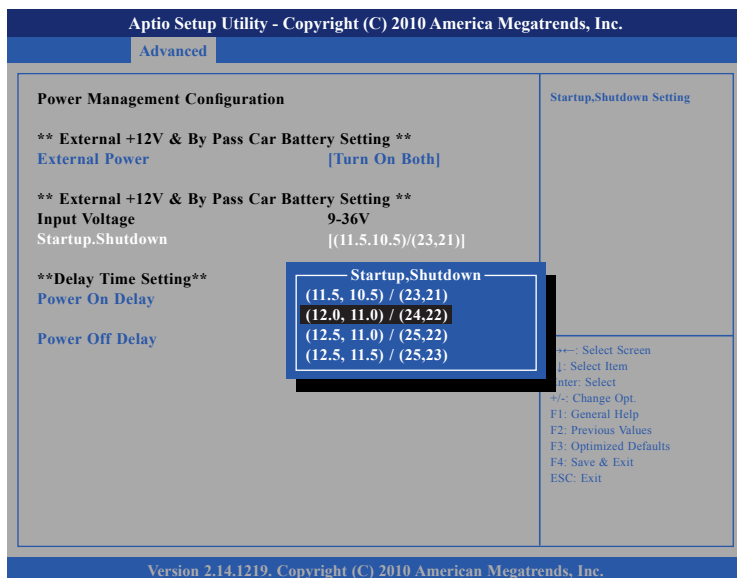 Aptio Setup Utility - Copyright (C) 2010 America Megatrends, Inc.
Advanced
Power Management Configuration
** External +12V & By Pass Car Battery Setting **
External Power [Turn On Both]
** External +12V & By Pass Car Battery Setting **
Input Voltage 9-36V
Startup.Shutdown [(11.5.10.5)/(23,21)]
**Delay Time Setting**
Power On Delay
Power Off Delay
Startup,Shutdown
(11.5, 10.5) / (23,21)
(12.0, 11.0) / (24,22)
(12.5, 11.0) / (25,22)
(12.5, 11.5) / (25,23)
Startup,Shutdown Setting
→←: Select Screen
↓: Select Item
Enter: Select
+/-: Change Opt.
F1: General Help
F2: Previous Values
F3: Optimized Defaults
F4: Save & Exit
ESC: Exit
Version 2.14.1219. Copyright (C) 2010 American Megatrends, Inc.